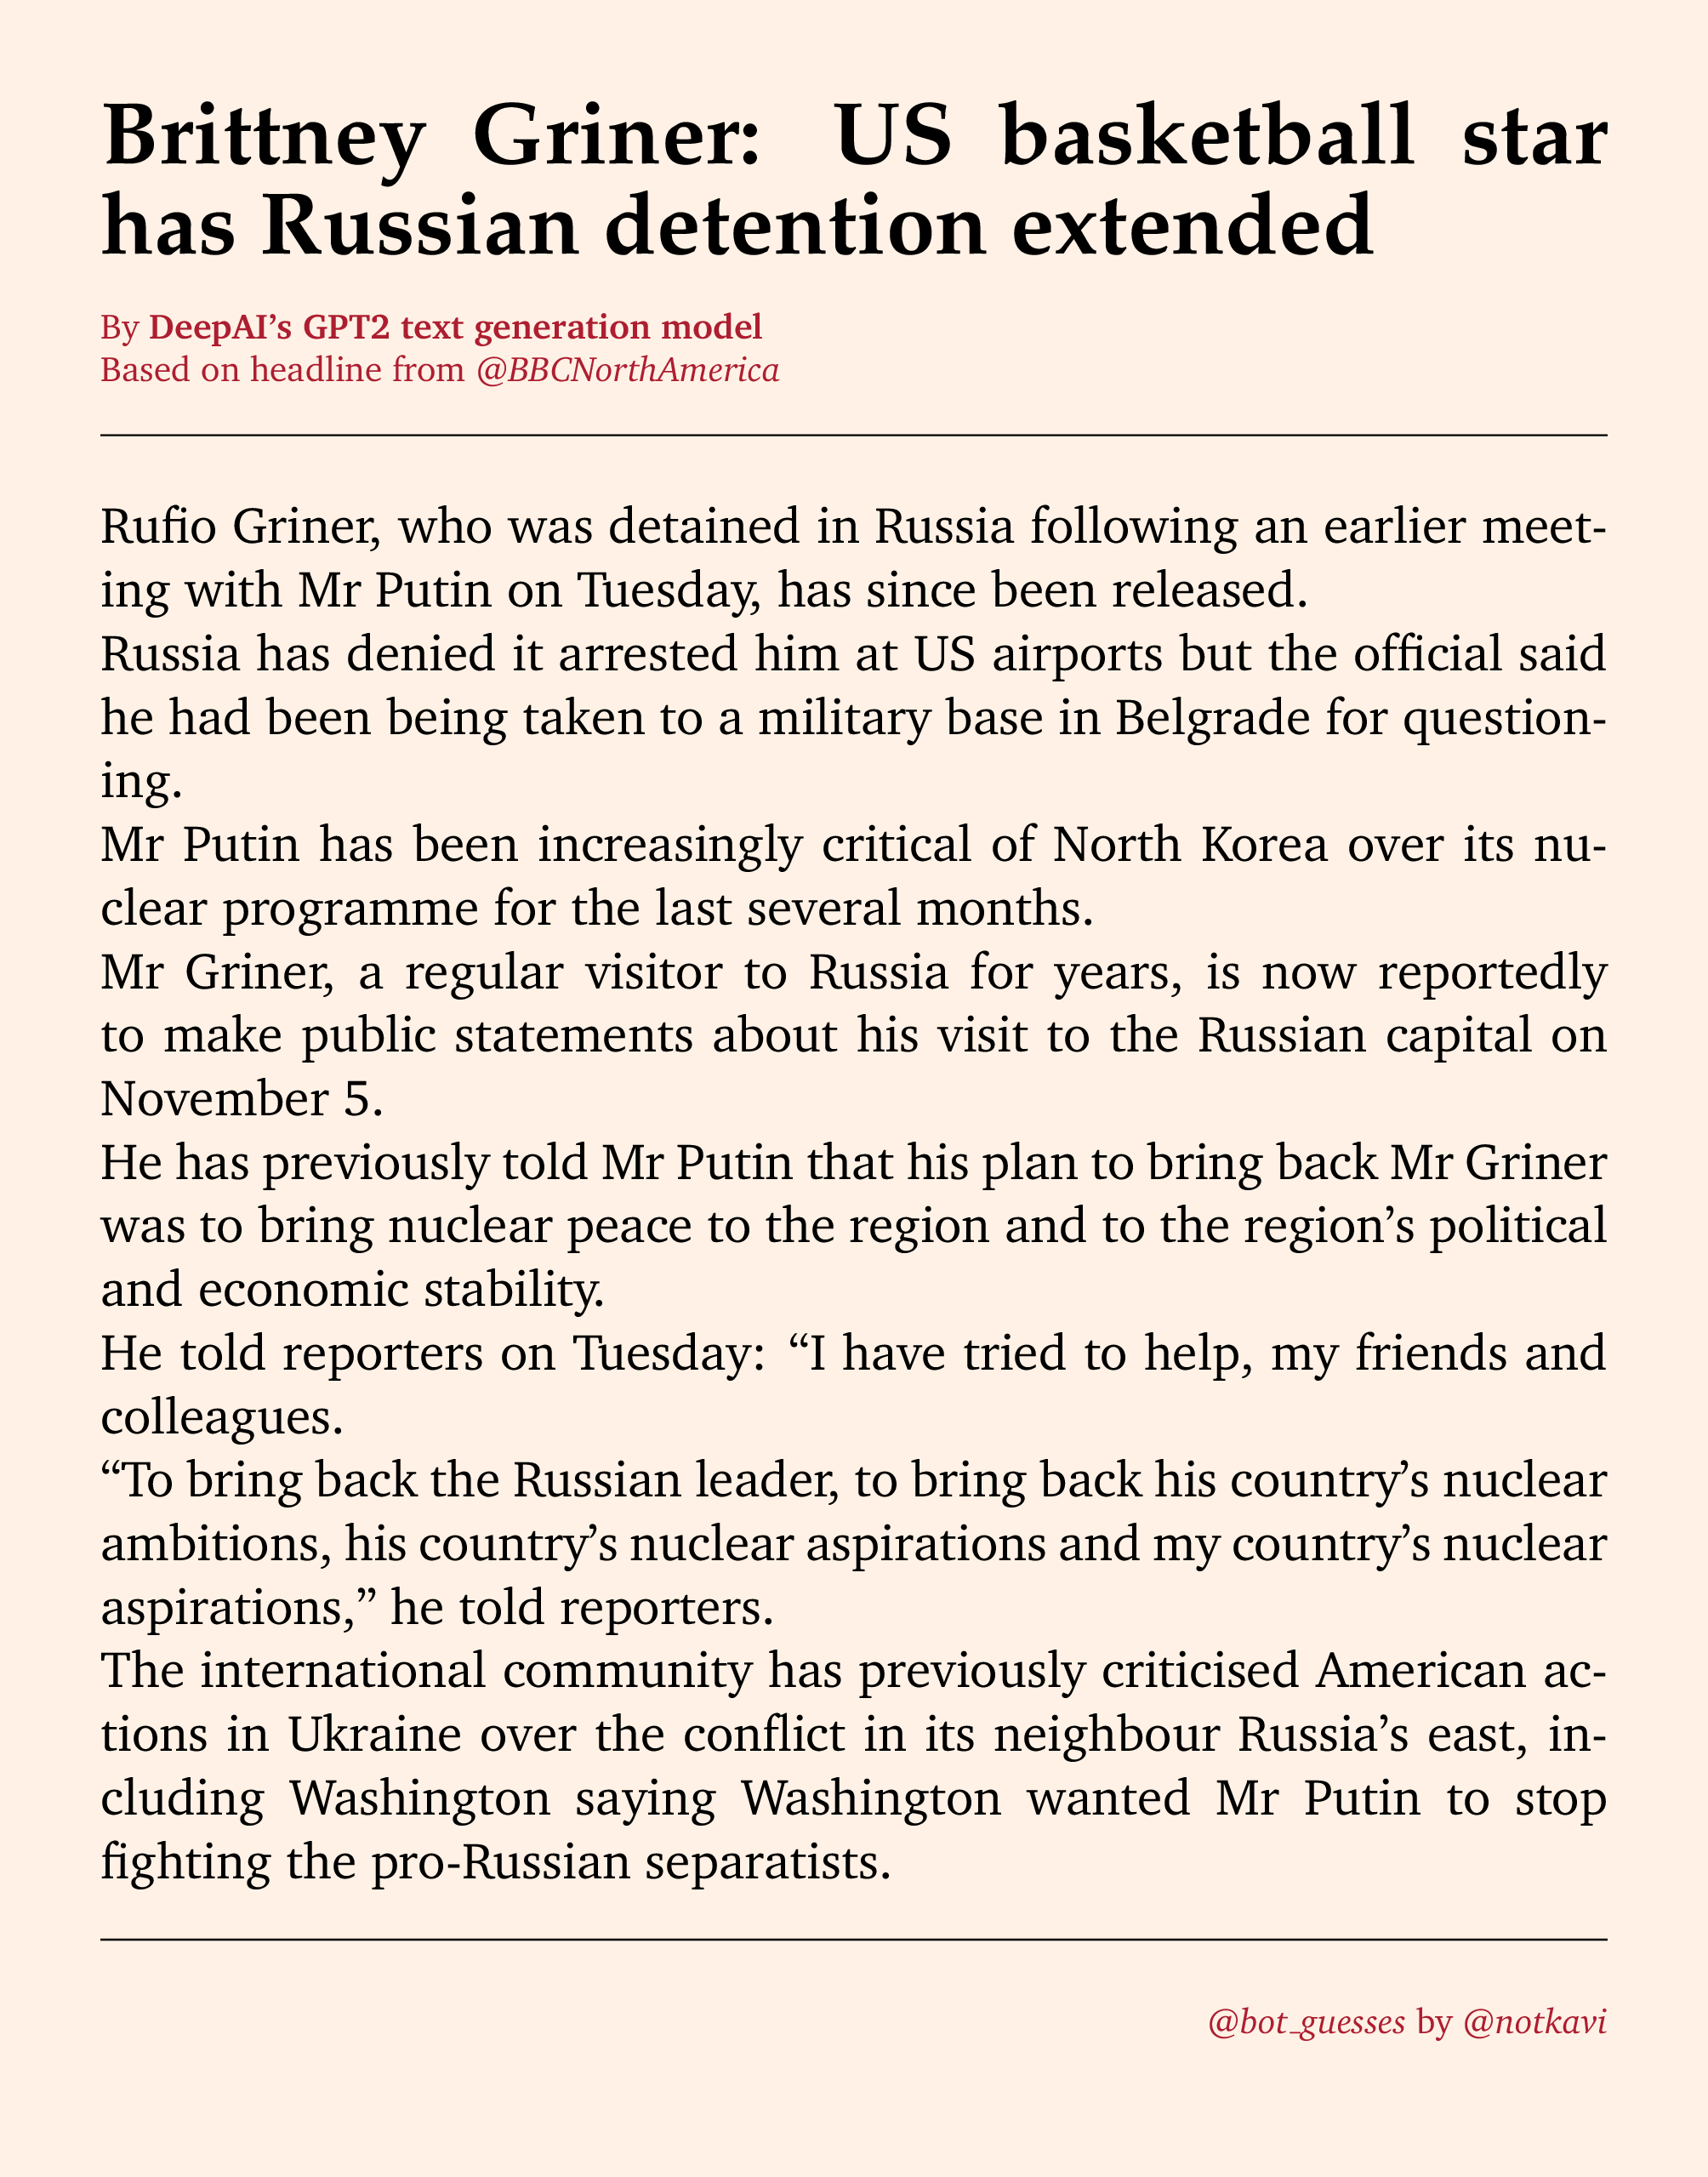 Brittney Griner: US basketball star
has Russian detention extended
By DeepAI’s GPT2 text generation model
Based on headline from @BBCNorthAmerica
Rufio Griner, who was detained in Russia following an earlier meet-
ing with Mr Putin on Tuesday, has since been released.
Russia has denied it arrested him at US airports but the official said
he had been being taken to a military base in Belgrade for question-
ing.
Mr Putin has been increasingly critical of North Korea over its nu-
clear programme for the last several months.
Mr Griner, a regular visitor to Russia for years, is now reportedly
to make public statements about his visit to the Russian capital on
November 5.
He has previously told Mr Putin that his plan to bring back Mr Griner
was to bring nuclear peace to the region and to the region’s political
and economic stability.
He told reporters on Tuesday: “I have tried to help, my friends and
colleagues.
“To bring back the Russian leader, to bring back his country’s nuclear
ambitions, his country’s nuclear aspirations and my country’s nuclear
aspirations,” he told reporters.
The international community has previously criticised American ac-
tions in Ukraine over the conflict in its neighbour Russia’s east, in-
cluding Washington saying Washington wanted Mr Putin to stop
fighting the pro-Russian separatists.
@bot_guesses by @notkavi